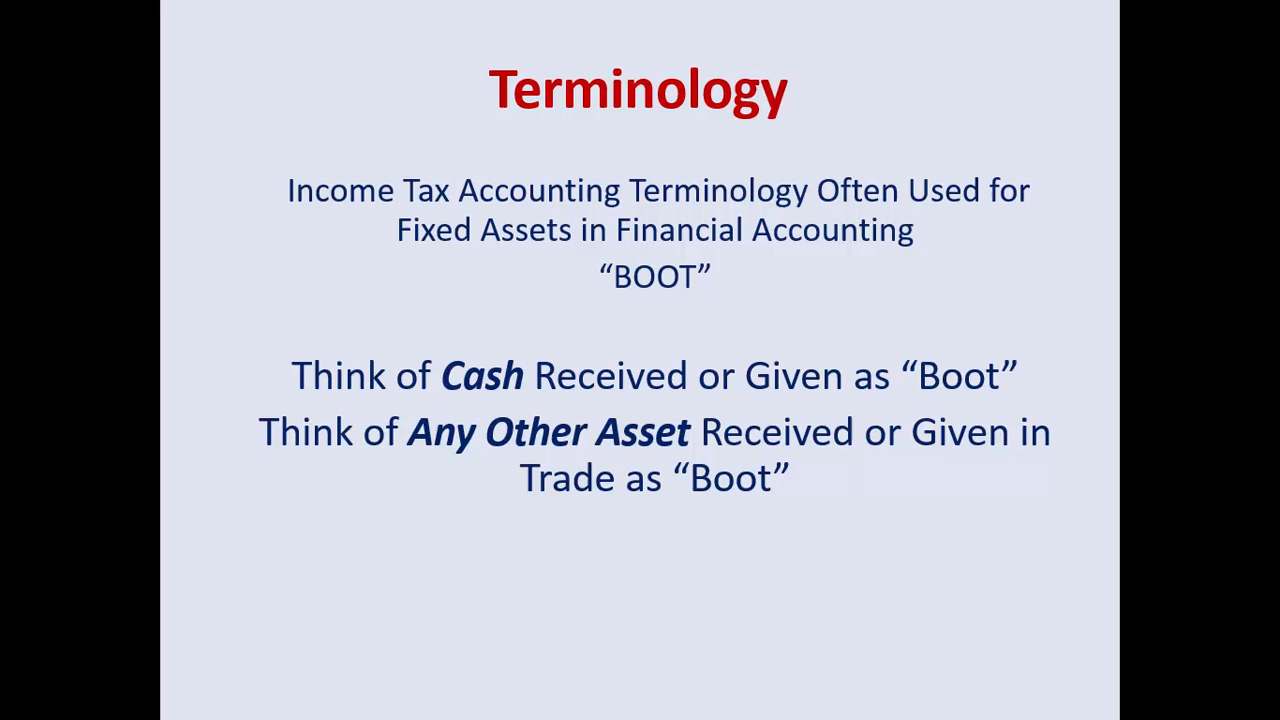 Terminology
Income Tax Accounting Terminology Often Used for
Fixed Assets in Financial Accounting
“BOOT”
Think of Cash Received or Given as “Boot”
Think of Any Other Asset Received or Given in
Trade as “Boot”